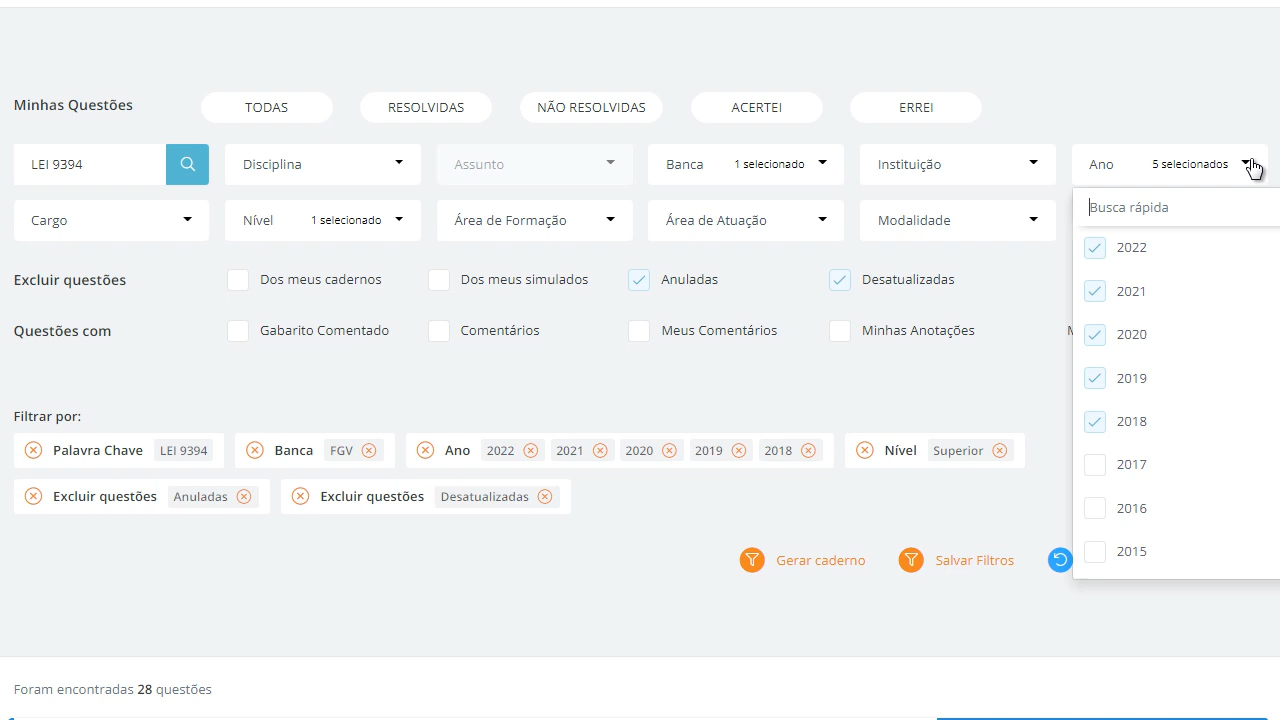 Minhas Questões TODAS RESOLVIDAS NÃO RESOLVIDAS ACERTEI ERREI
LEI 9394 Disciplina Assunto Banca 1 selecionado Instituição Ano 5 selecionados
Cargo Nível 1 selecionado Área de Formação Área de Atuação Modalidade
Busca rápida
2022
2021
2020
2019
2018
2017
2016
2015
Excluir questões Dos meus cadernos Dos meus simulados Anuladas Desatualizadas
Questões com Gabarito Comentado Comentários Meus Comentários Minhas Anotações
Filtrar por:
Palavra Chave LEI 9394 Banca FGV Ano 2022 2021 2020 2019 2018 Nível Superior
Excluir questões Anuladas Excluir questões Desatualizadas
Gerar caderno Salvar Filtros
Foram encontradas 28 questões